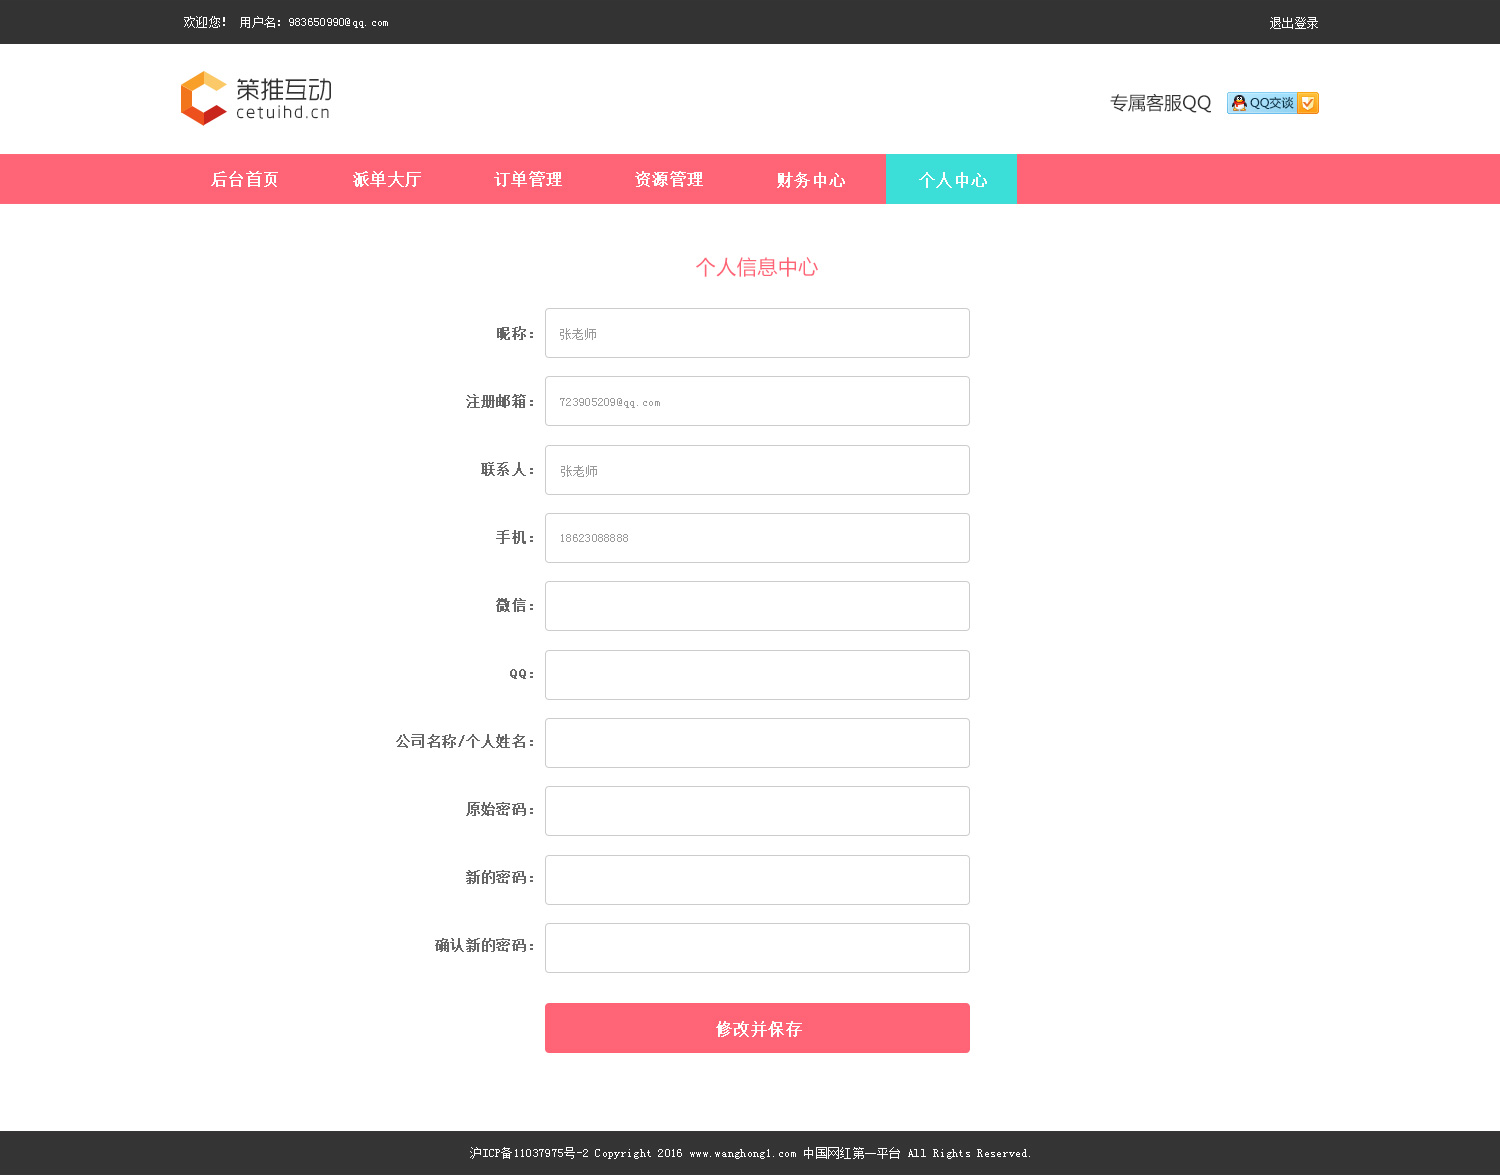 欢迎您！ 用户名：983650990@qq.com
退出登录
策推互动
cetuihd.cn
专属客服QQ QQ交谈
后台首页 派单大厅 订单管理 资源管理 财务中心 个人中心
个人信息中心
昵称： 张老师
注册邮箱： 723905209@qq.com
联系人： 张老师
手机： 18623088888
微信：
QQ：
公司名称/个人姓名：
原始密码：
新的密码：
确认新的密码：
修改并保存
沪ICP备11037975号-2 Copyright 2016 www.wanghong1.com 中国网红第一平台 All Rights Reserved.